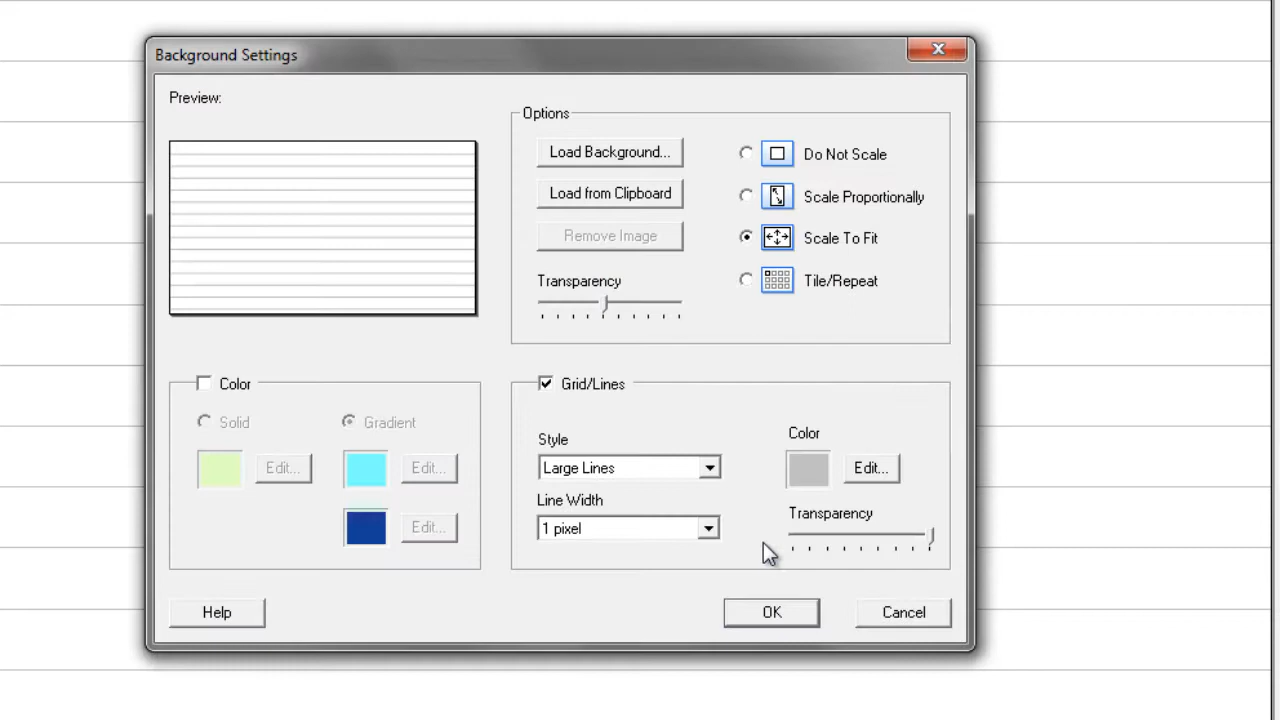 Background Settings
Preview:
Options
Load Background...
Load from Clipboard
Remove Image
Transparency
Do Not Scale
Scale Proportionally
Scale To Fit
Tile/Repeat
Color
Solid
Gradient
Edit...
Edit...
Edit...
Grid/Lines
Style
Large Lines
Line Width
1 pixel
Color
Edit...
Transparency
Help
OK
Cancel